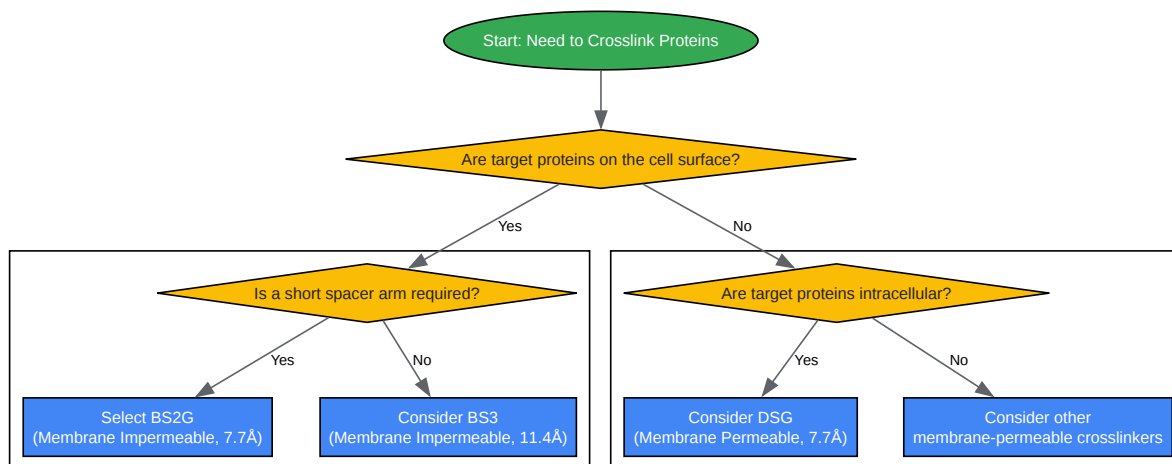 Start: Need to Crosslink Proteins
Are target proteins on the cell surface?
Yes
No
Is a short spacer arm required?
Are target proteins intracellular?
Yes
No
Yes
No
Select BS2G
(Membrane Impermeable, 7.7Å)
Consider BS3
(Membrane Impermeable, 11.4Å)
Consider DSG
(Membrane Permeable, 7.7Å)
Consider other
membrane-permeable crosslinkers